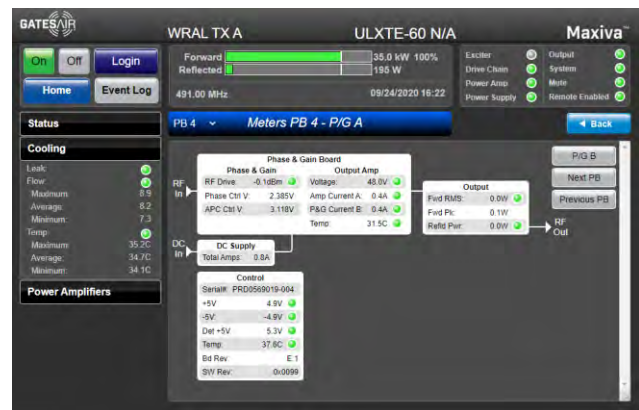 GATESAIR
WRAL TX A
ULXTE-60 N/A
Maxiva
On
Off
Login
Home
Event Log
Forward
35.0 kW 100%
Reflected
195 W
491.00 MHz
09/24/2020 16:22
Exciter
Output
Drive Chain
System
Power Amp
Mute
Power Supply
Remote Enabled
Status
PB 4
Meters PB 4 - P/G A
Back
Cooling
Leak:
Flow:
Maximum: 8.9
Average: 8.2
Minimum: 7.3
Temp:
Maximum: 35.2C
Average: 34.7C
Minimum: 34.1C
Power Amplifiers
P/G B
Next PB
Previous PB
Phase & Gain Board
Phase & Gain
Output Amp
RF In
RF Drive: -0.1dBm
Voltage: 48.0V
Phase Ctrl V: 2.385V
Amp Current A: 0.4A
APC Ctrl V: 3.118V
P&G Current B: 0.4A
Temp: 31.5C
Output
Fwd RMS: 0.0W
Fwd Pk: 0.1W
Refld Pwr: 0.0W
RF Out
DC In
DC Supply
Total Amps: 0.8A
Control
Serial#: PRD0569019-004
+5V 4.9V
-5V: -4.9V
Det +5V 5.3V
Temp: 37.8C
Bd Rev: E.1
SW Rev: 0x0099